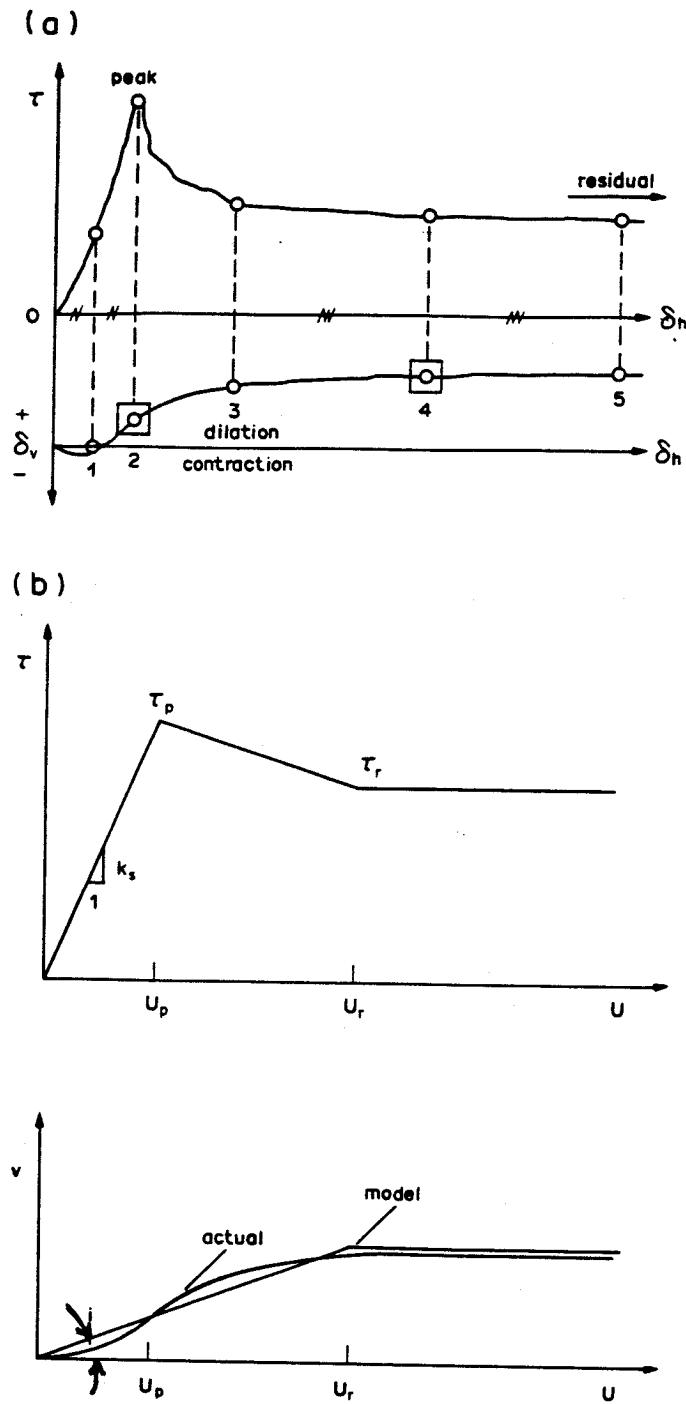 (a)
peak
τ
residual
0
δh
+
δv
-
1
2
3
4
5
dilation
contraction
δh
(b)
τ
τp
τr
ks
1
Up
Ur
U
v
model
actual
i
Up
Ur
U